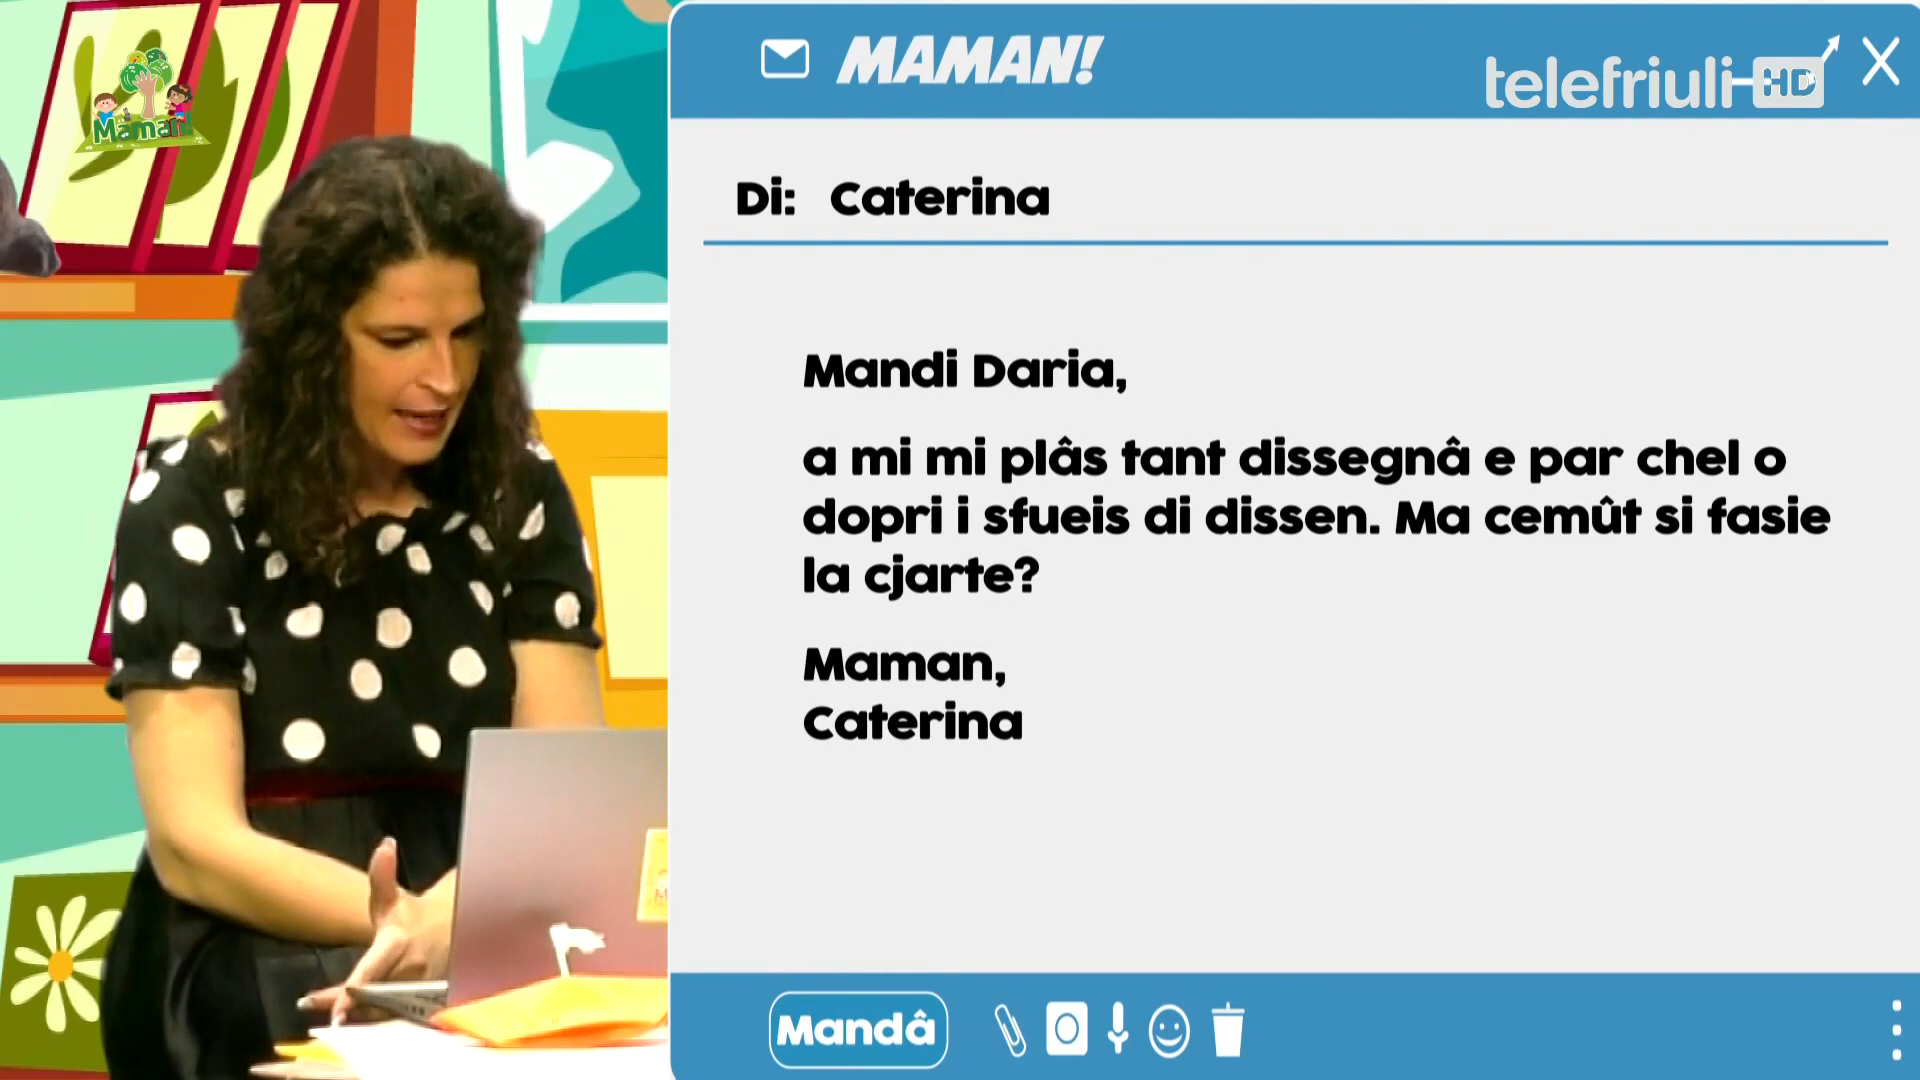 Maman!
MAMAN!
telefriuli HD
Di: Caterina
Mandi Daria,
a mi mi plâs tant dissegnâ e par chel o
dopri i sfueis di dissen. Ma cemût si fasie
la cjarte?
Maman,
Caterina
Mandâ